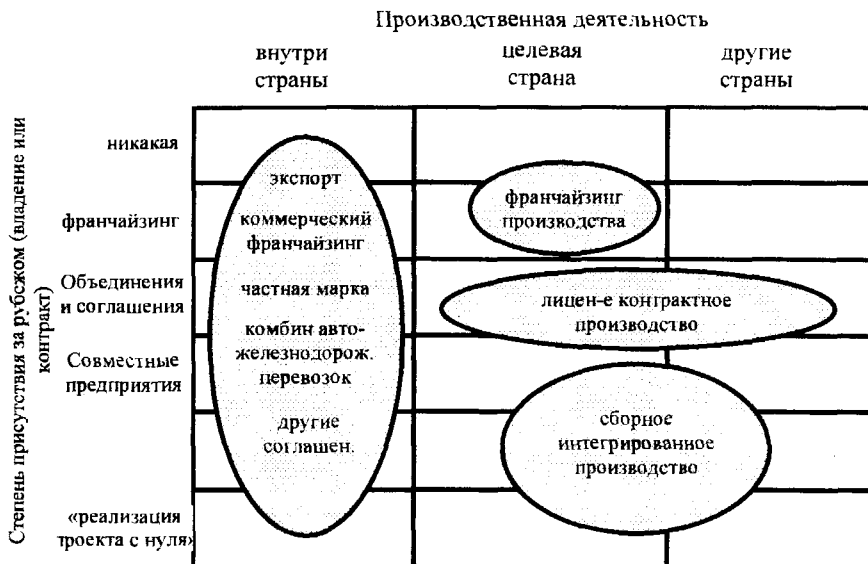 Производственная деятельность
внутри
страны
целевая
страна
другие
страны
Степень присутствия за рубежом (владение или
контракт)
никакая
франчайзинг
Объединения
и соглашения
Совместные
предприятия
«реализация
проекта с нуля»
экспорт
коммерческий
франчайзинг
частная марка
комбин авто-
железнодорож.
перевозок
другие
соглашен.
франчайзинг
производства
лицен-е контрактное
производство
сборное
интегрированное
производство